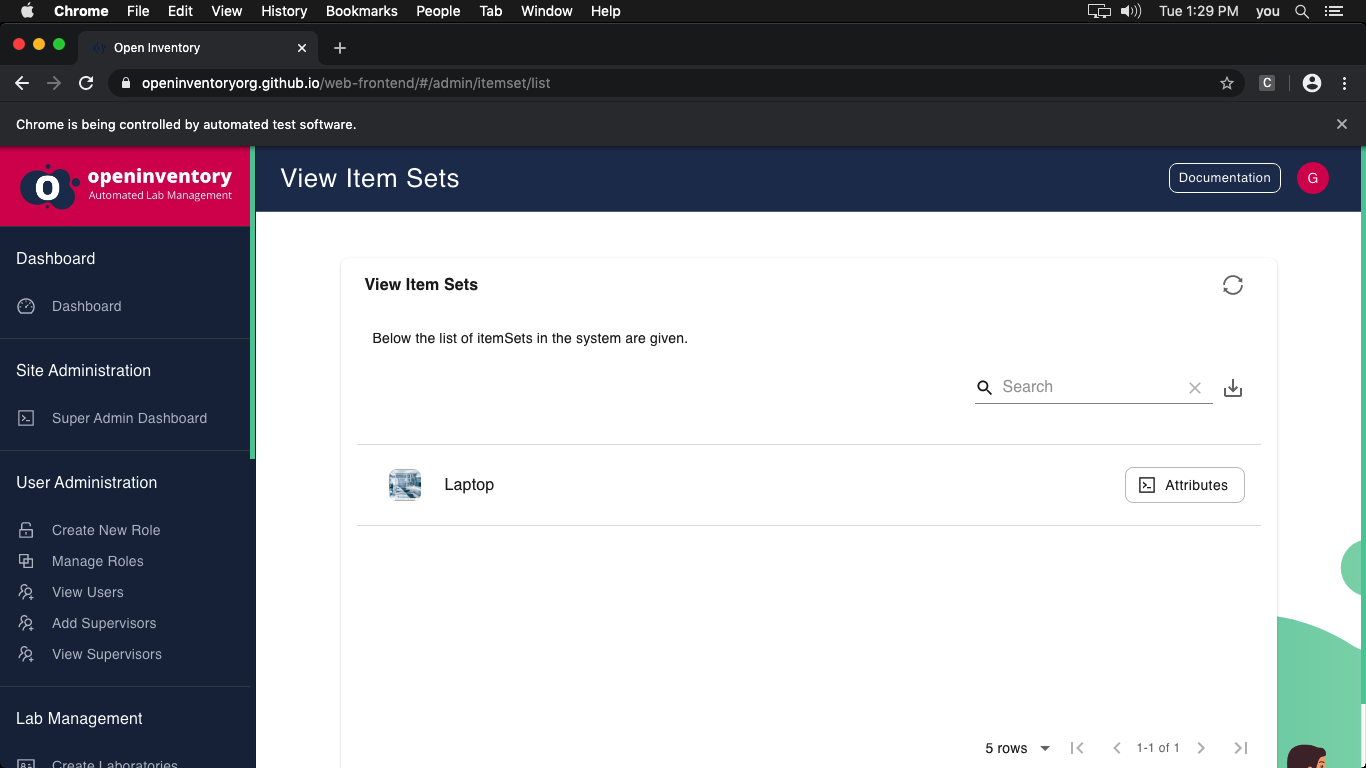 Chrome File Edit View History Bookmarks People Tab Window Help Tue 1:29 PM you
Open Inventory
openinventoryorg.github.io/web-frontend/#/admin/itemset/list
C
Chrome is being controlled by automated test software.
openinventory
Automated Lab Management
View Item Sets
Documentation
G
Dashboard
Dashboard
Site Administration
Super Admin Dashboard
User Administration
Create New Role
Manage Roles
View Users
Add Supervisors
View Supervisors
Lab Management
Create Laboratories
View Item Sets
Below the list of itemSets in the system are given.
Search
Laptop
Attributes
5 rows
1-1 of 1